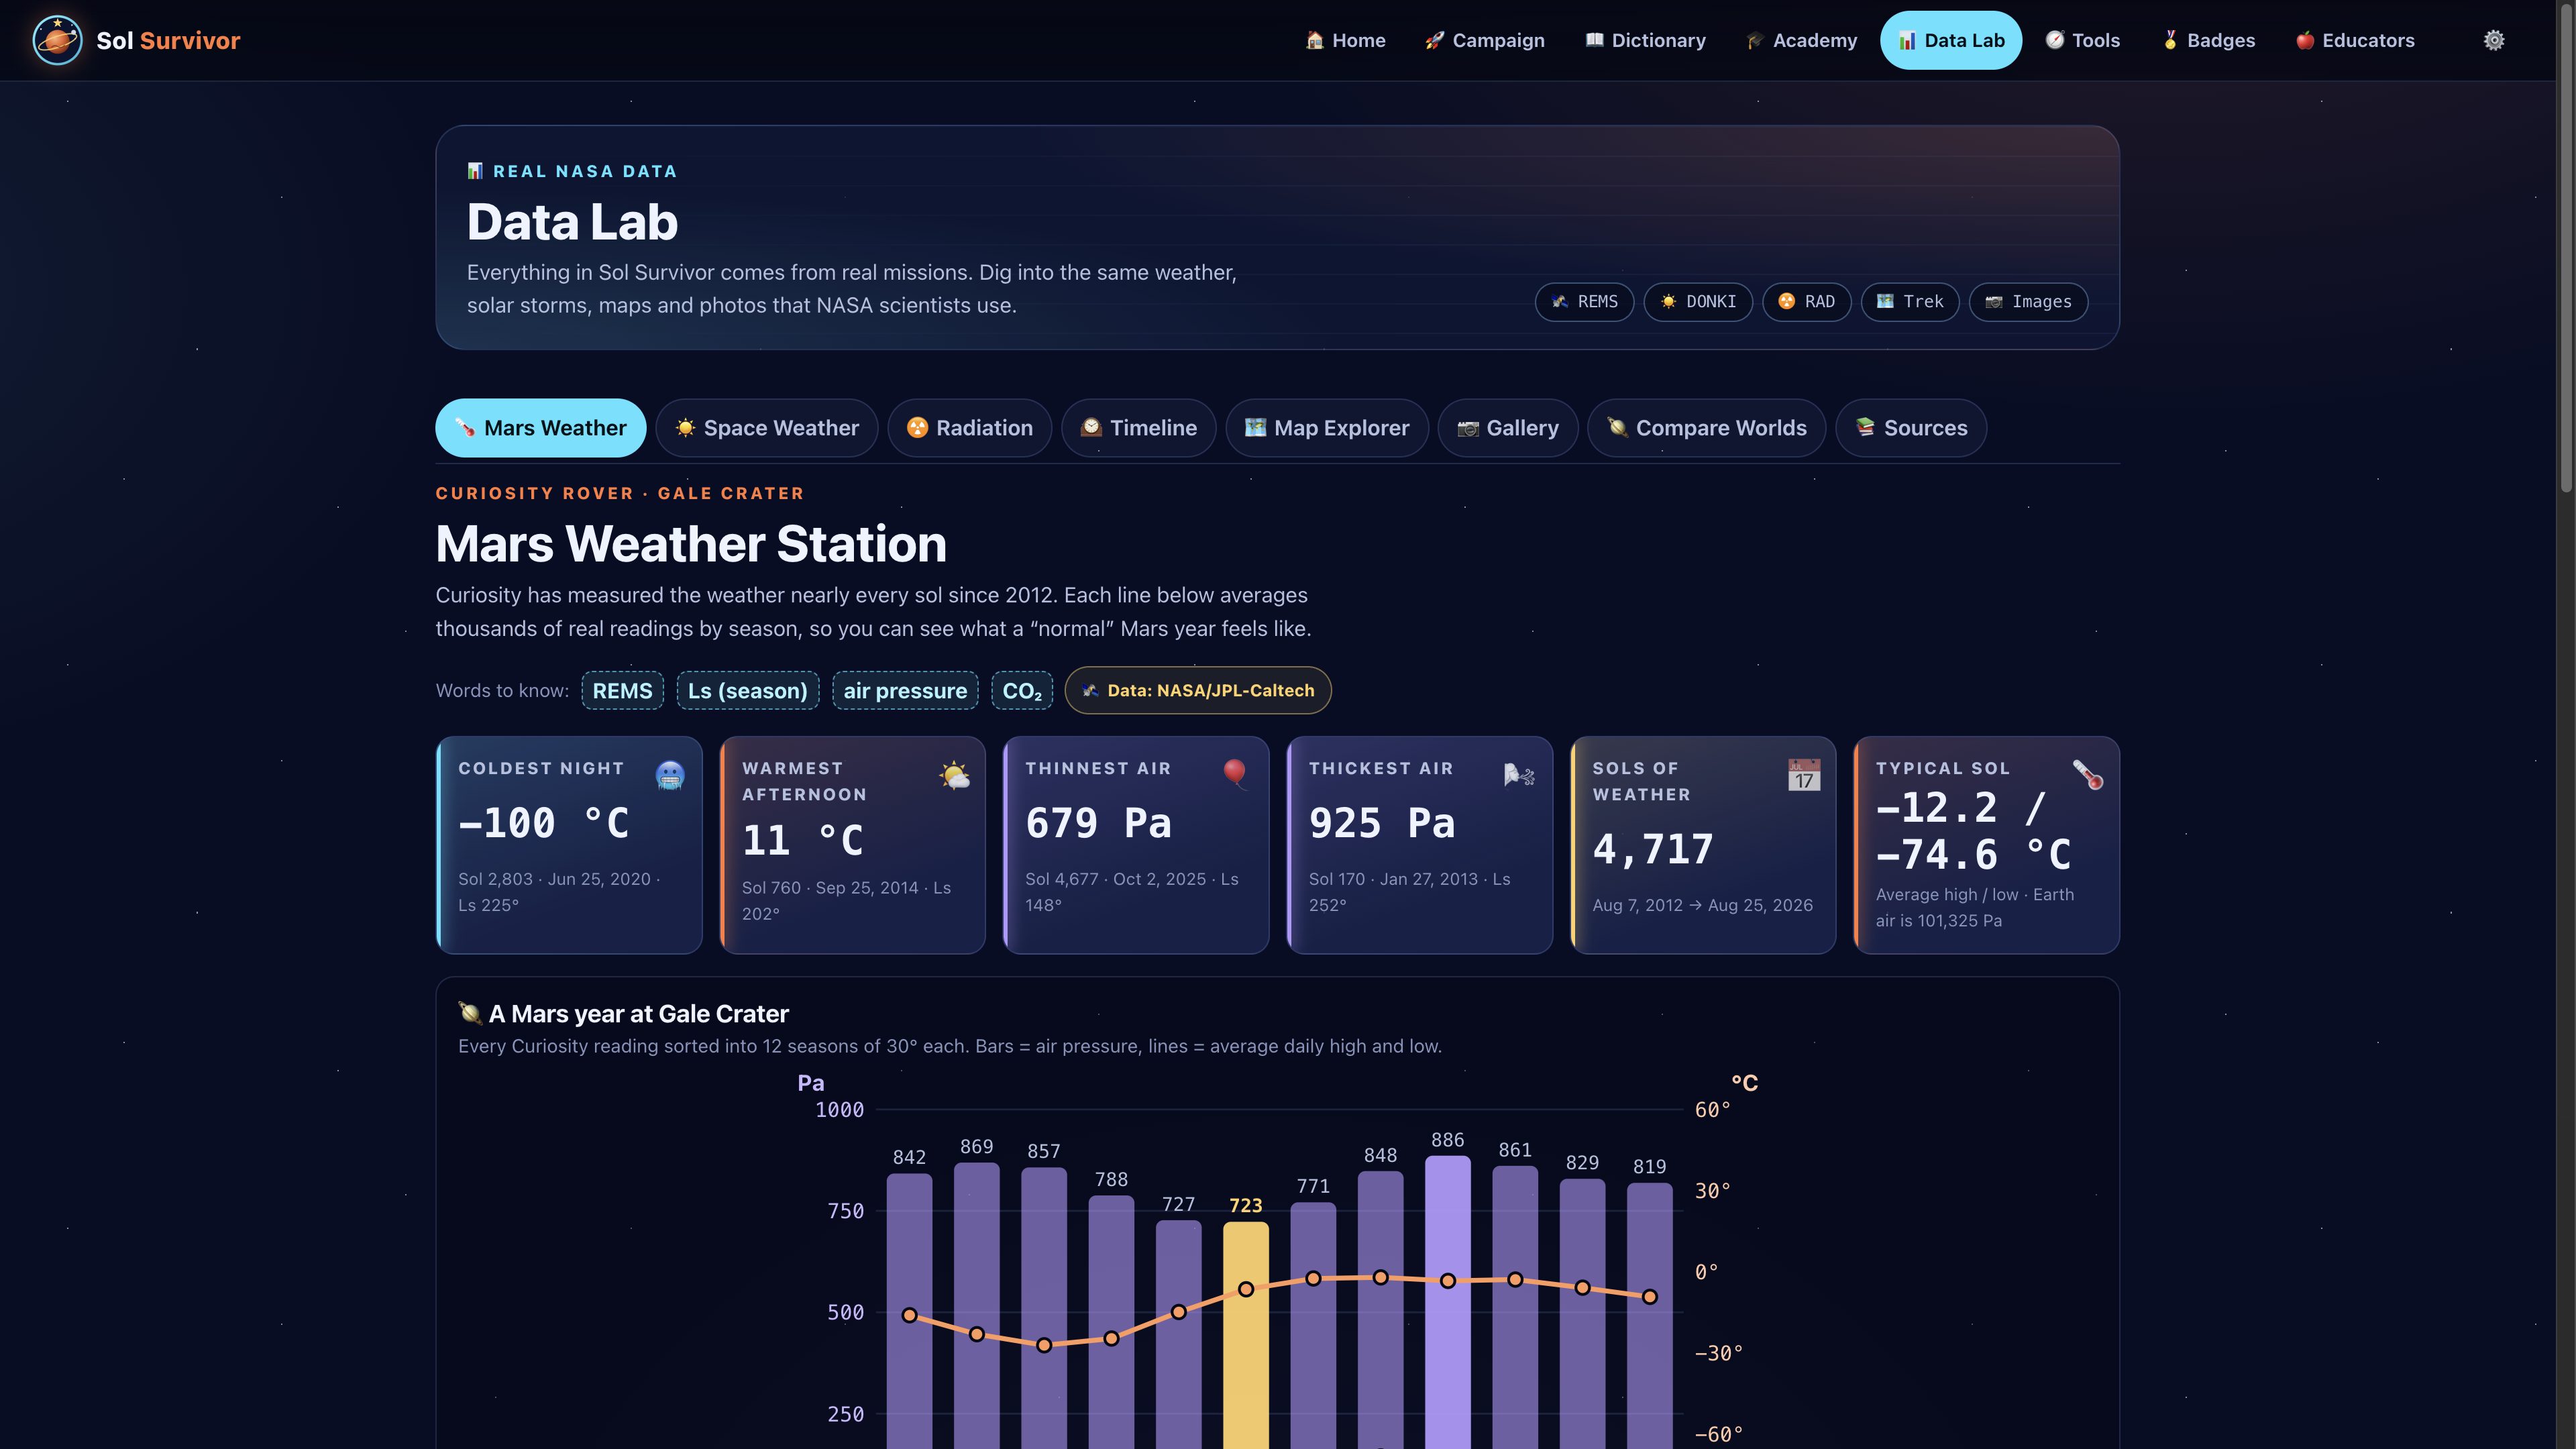 Sol Survivor
Home
Campaign
Dictionary
Academy
Data Lab
Tools
Badges
Educators
REAL NASA DATA
Data Lab
Everything in Sol Survivor comes from real missions. Dig into the same weather,
solar storms, maps and photos that NASA scientists use.
REMS
DONKI
RAD
Trek
Images
Mars Weather
Space Weather
Radiation
Timeline
Map Explorer
Gallery
Compare Worlds
Sources
CURIOSITY ROVER · GALE CRATER
Mars Weather Station
Curiosity has measured the weather nearly every sol since 2012. Each line below averages
thousands of real readings by season, so you can see what a “normal” Mars year feels like.
Words to know: REMS Ls (season) air pressure CO₂ Data: NASA/JPL-Caltech
COLDEST NIGHT
−100 °C
Sol 2,803 · Jun 25, 2020 ·
Ls 225°
WARMEST
AFTERNOON
11 °C
Sol 760 · Sep 25, 2014 · Ls
202°
THINNEST AIR
679 Pa
Sol 4,677 · Oct 2, 2025 · Ls
148°
THICKEST AIR
925 Pa
Sol 170 · Jan 27, 2013 · Ls
252°
SOLS OF
WEATHER
JUL
17
4,717
Aug 7, 2012 → Aug 25, 2026
TYPICAL SOL
−12.2 /
−74.6 °C
Average high / low · Earth
air is 101,325 Pa
A Mars year at Gale Crater
Every Curiosity reading sorted into 12 seasons of 30° each. Bars = air pressure, lines = average daily high and low.
Pa
°C
1000
60°
842
869
857
788
727
723
771
848
886
861
829
819
30°
750
0°
500
−30°
250
−60°